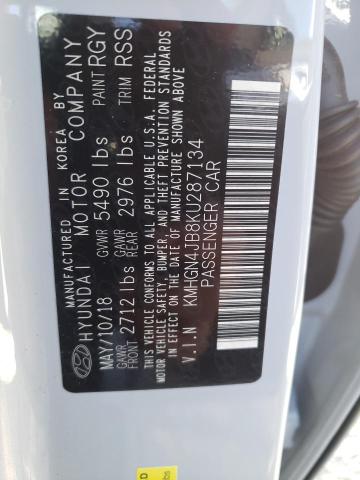 MANUFACTURED IN KOREA BY
HYUNDAI MOTOR COMPANY
MAY/10/18 GVWR 5490 lbs PAINT RGY
GAWR FRONT 2712 lbs GAWR REAR 2976 lbs TRIM RSS
THIS VEHICLE CONFORMS TO ALL APPLICABLE U.S.A. FEDERAL
MOTOR VEHICLE SAFETY, BUMPER, AND THEFT PREVENTION STANDARDS
IN EFFECT ON THE DATE OF MANUFACTURE SHOWN ABOVE
V.I.N KMHGN4JB8KU287134
PASSENGER CAR